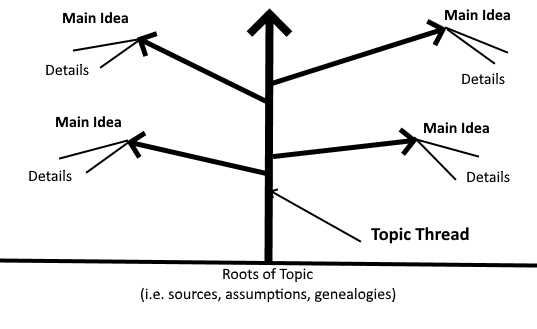 Main Idea
Main Idea
Details
Details
Main Idea
Main Idea
Details
Details
Topic Thread
Roots of Topic
(i.e. sources, assumptions, genealogies)